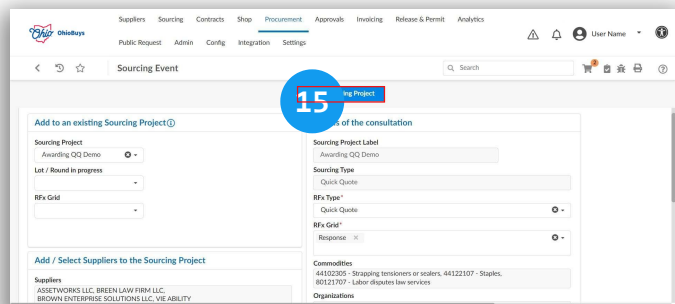 Suppliers Sourcing Contracts Shop Procurement Approvals Invoicing Release & Permit Analytics
Ohio OhioBuys
User Name
Public Request Admin Config Integration Settings
Sourcing Event
Search
2
15
ing Project
Add to an existing Sourcing Project
s of the consultation
Sourcing Project
Awarding QQ Demo
Lot / Round in progress
RFx Grid
Sourcing Project Label
Awarding QQ Demo
Sourcing Type
Quick Quote
RFx Type*
Quick Quote
RFx Grid*
Response
Add / Select Suppliers to the Sourcing Project
Suppliers
ASSETWORKS LLC, BREEN LAW FIRM LLC,
BROWN ENTERPRISE SOLUTIONS LLC, VIE ABILITY
Commodities
44102305 - Strapping tensioners or sealers, 44122107 - Staples,
80121707 - Labor disputes law services
Organizations